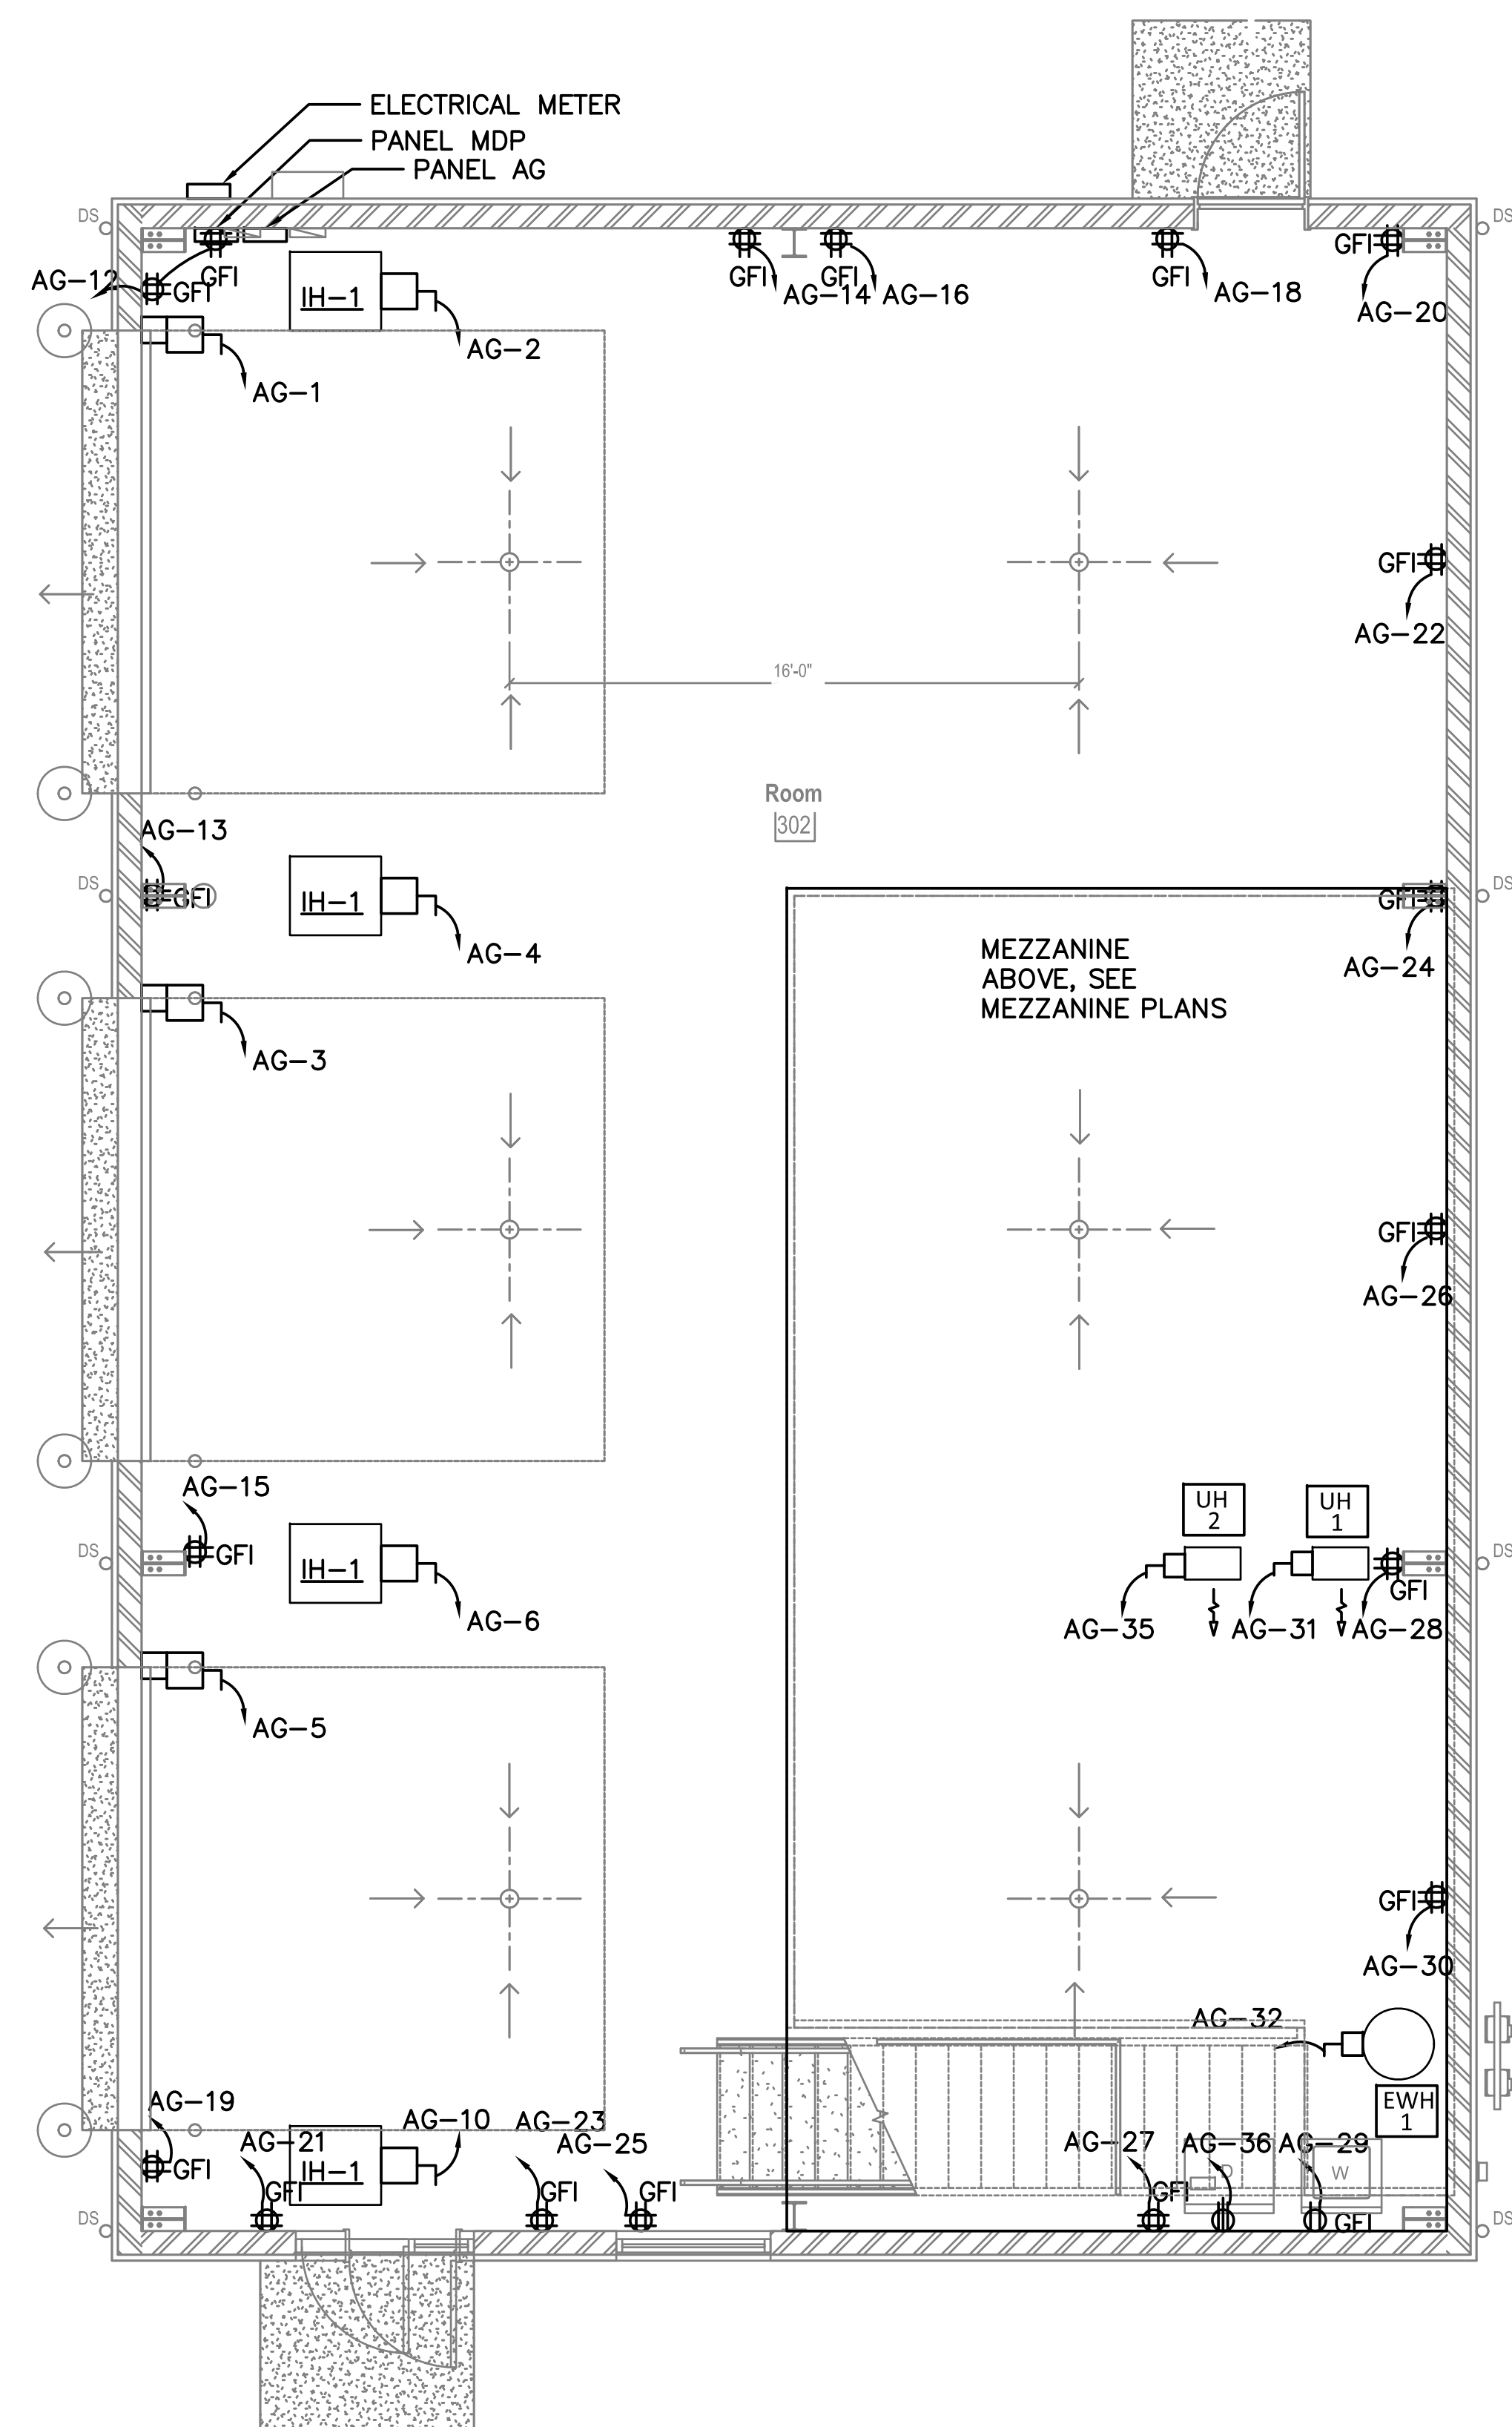 ELECTRICAL METER
PANEL MDP
PANEL AG
DS
DS
AG-12
GFI
GFI
IH-1
AG-2
AG-1
GFI
AG-14
GFI
AG-16
GFI
AG-18
GFI
AG-20
GFI
AG-22
16'-0"
Room
302
AG-13
DS
GFI
IH-1
AG-4
GFI
DS
AG-24
MEZZANINE
ABOVE, SEE
MEZZANINE PLANS
AG-3
GFI
AG-26
AG-15
DS
GFI
IH-1
AG-6
UH
2
UH
1
DS
GFI
AG-35
AG-31
AG-28
AG-5
GFI
AG-30
AG-32
EWH
1
AG-19
GFI
AG-21
GFI
IH-1
AG-10
AG-23
AG-25
GFI
GFI
AG-27
GFI
AG-36
D
AG-29
W
GFI
DS
DS